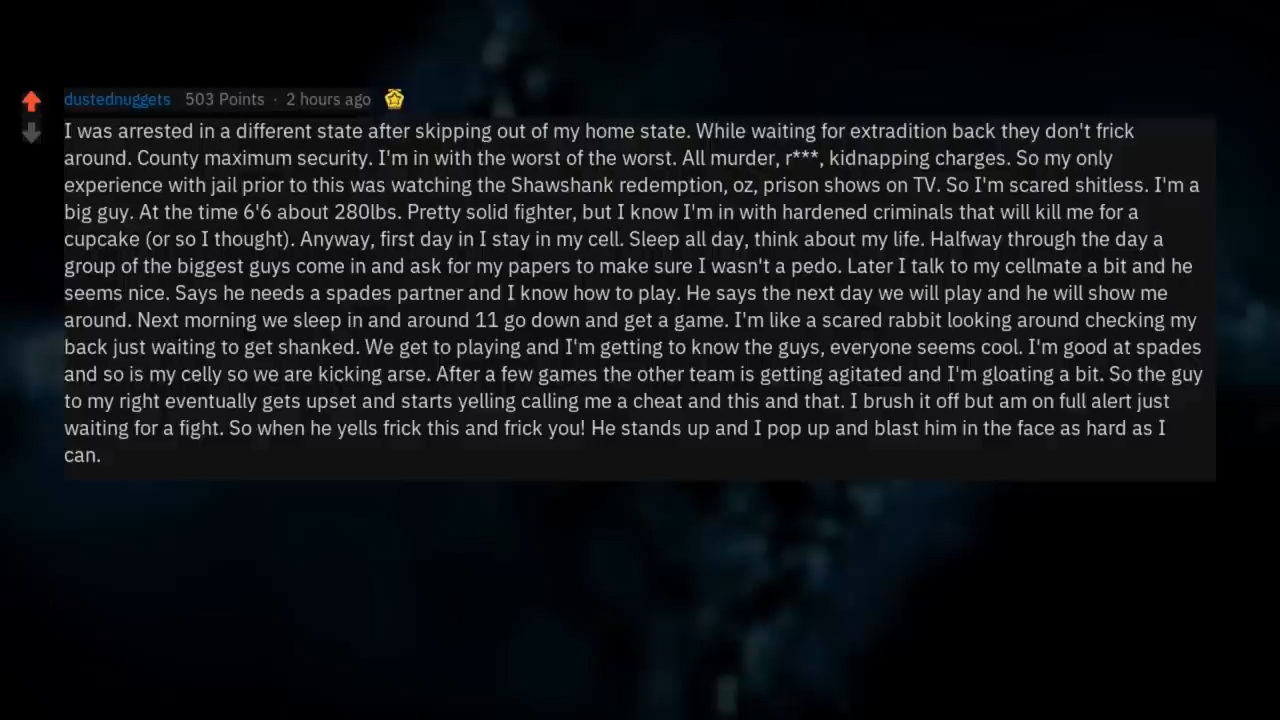 dustednuggets 503 Points · 2 hours ago
I was arrested in a different state after skipping out of my home state. While waiting for extradition back they don't frick
around. County maximum security. I'm in with the worst of the worst. All murder, r***, kidnapping charges. So my only
experience with jail prior to this was watching the Shawshank redemption, oz, prison shows on TV. So I'm scared shitless. I'm a
big guy. At the time 6'6 about 280lbs. Pretty solid fighter, but I know I'm in with hardened criminals that will kill me for a
cupcake (or so I thought). Anyway, first day in I stay in my cell. Sleep all day, think about my life. Halfway through the day a
group of the biggest guys come in and ask for my papers to make sure I wasn't a pedo. Later I talk to my cellmate a bit and he
seems nice. Says he needs a spades partner and I know how to play. He says the next day we will play and he will show me
around. Next morning we sleep in and around 11 go down and get a game. I'm like a scared rabbit looking around checking my
back just waiting to get shanked. We get to playing and I'm getting to know the guys, everyone seems cool. I'm good at spades
and so is my celly so we are kicking arse. After a few games the other team is getting agitated and I'm gloating a bit. So the guy
to my right eventually gets upset and starts yelling calling me a cheat and this and that. I brush it off but am on full alert just
waiting for a fight. So when he yells frick this and frick you! He stands up and I pop up and blast him in the face as hard as I
can.